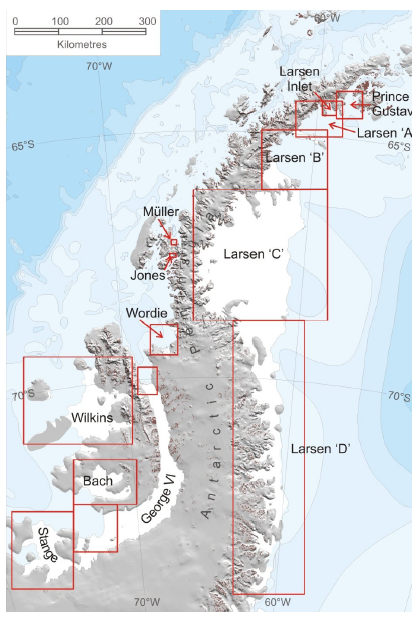 0 100 200 300
Kilometres
60°W
70°W
Larsen
Inlet
Prince
Gustav
Larsen 'A'
65°S
65°S
Larsen 'B'
Müller
Larsen 'C'
Jones
Wordie
Antarctic Peninsula
70°S
70°S
Wilkins
Larsen 'D'
Bach
George VI
Stange
70°W
60°W